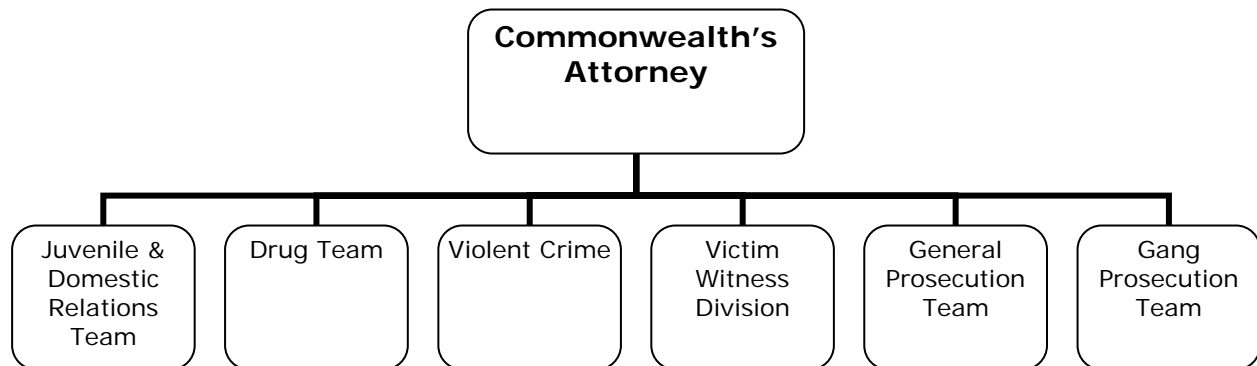 Commonwealth's
Attorney
Juvenile &
Domestic
Relations
Team
Drug Team
Violent Crime
Victim
Witness
Division
General
Prosecution
Team
Gang
Prosecution
Team